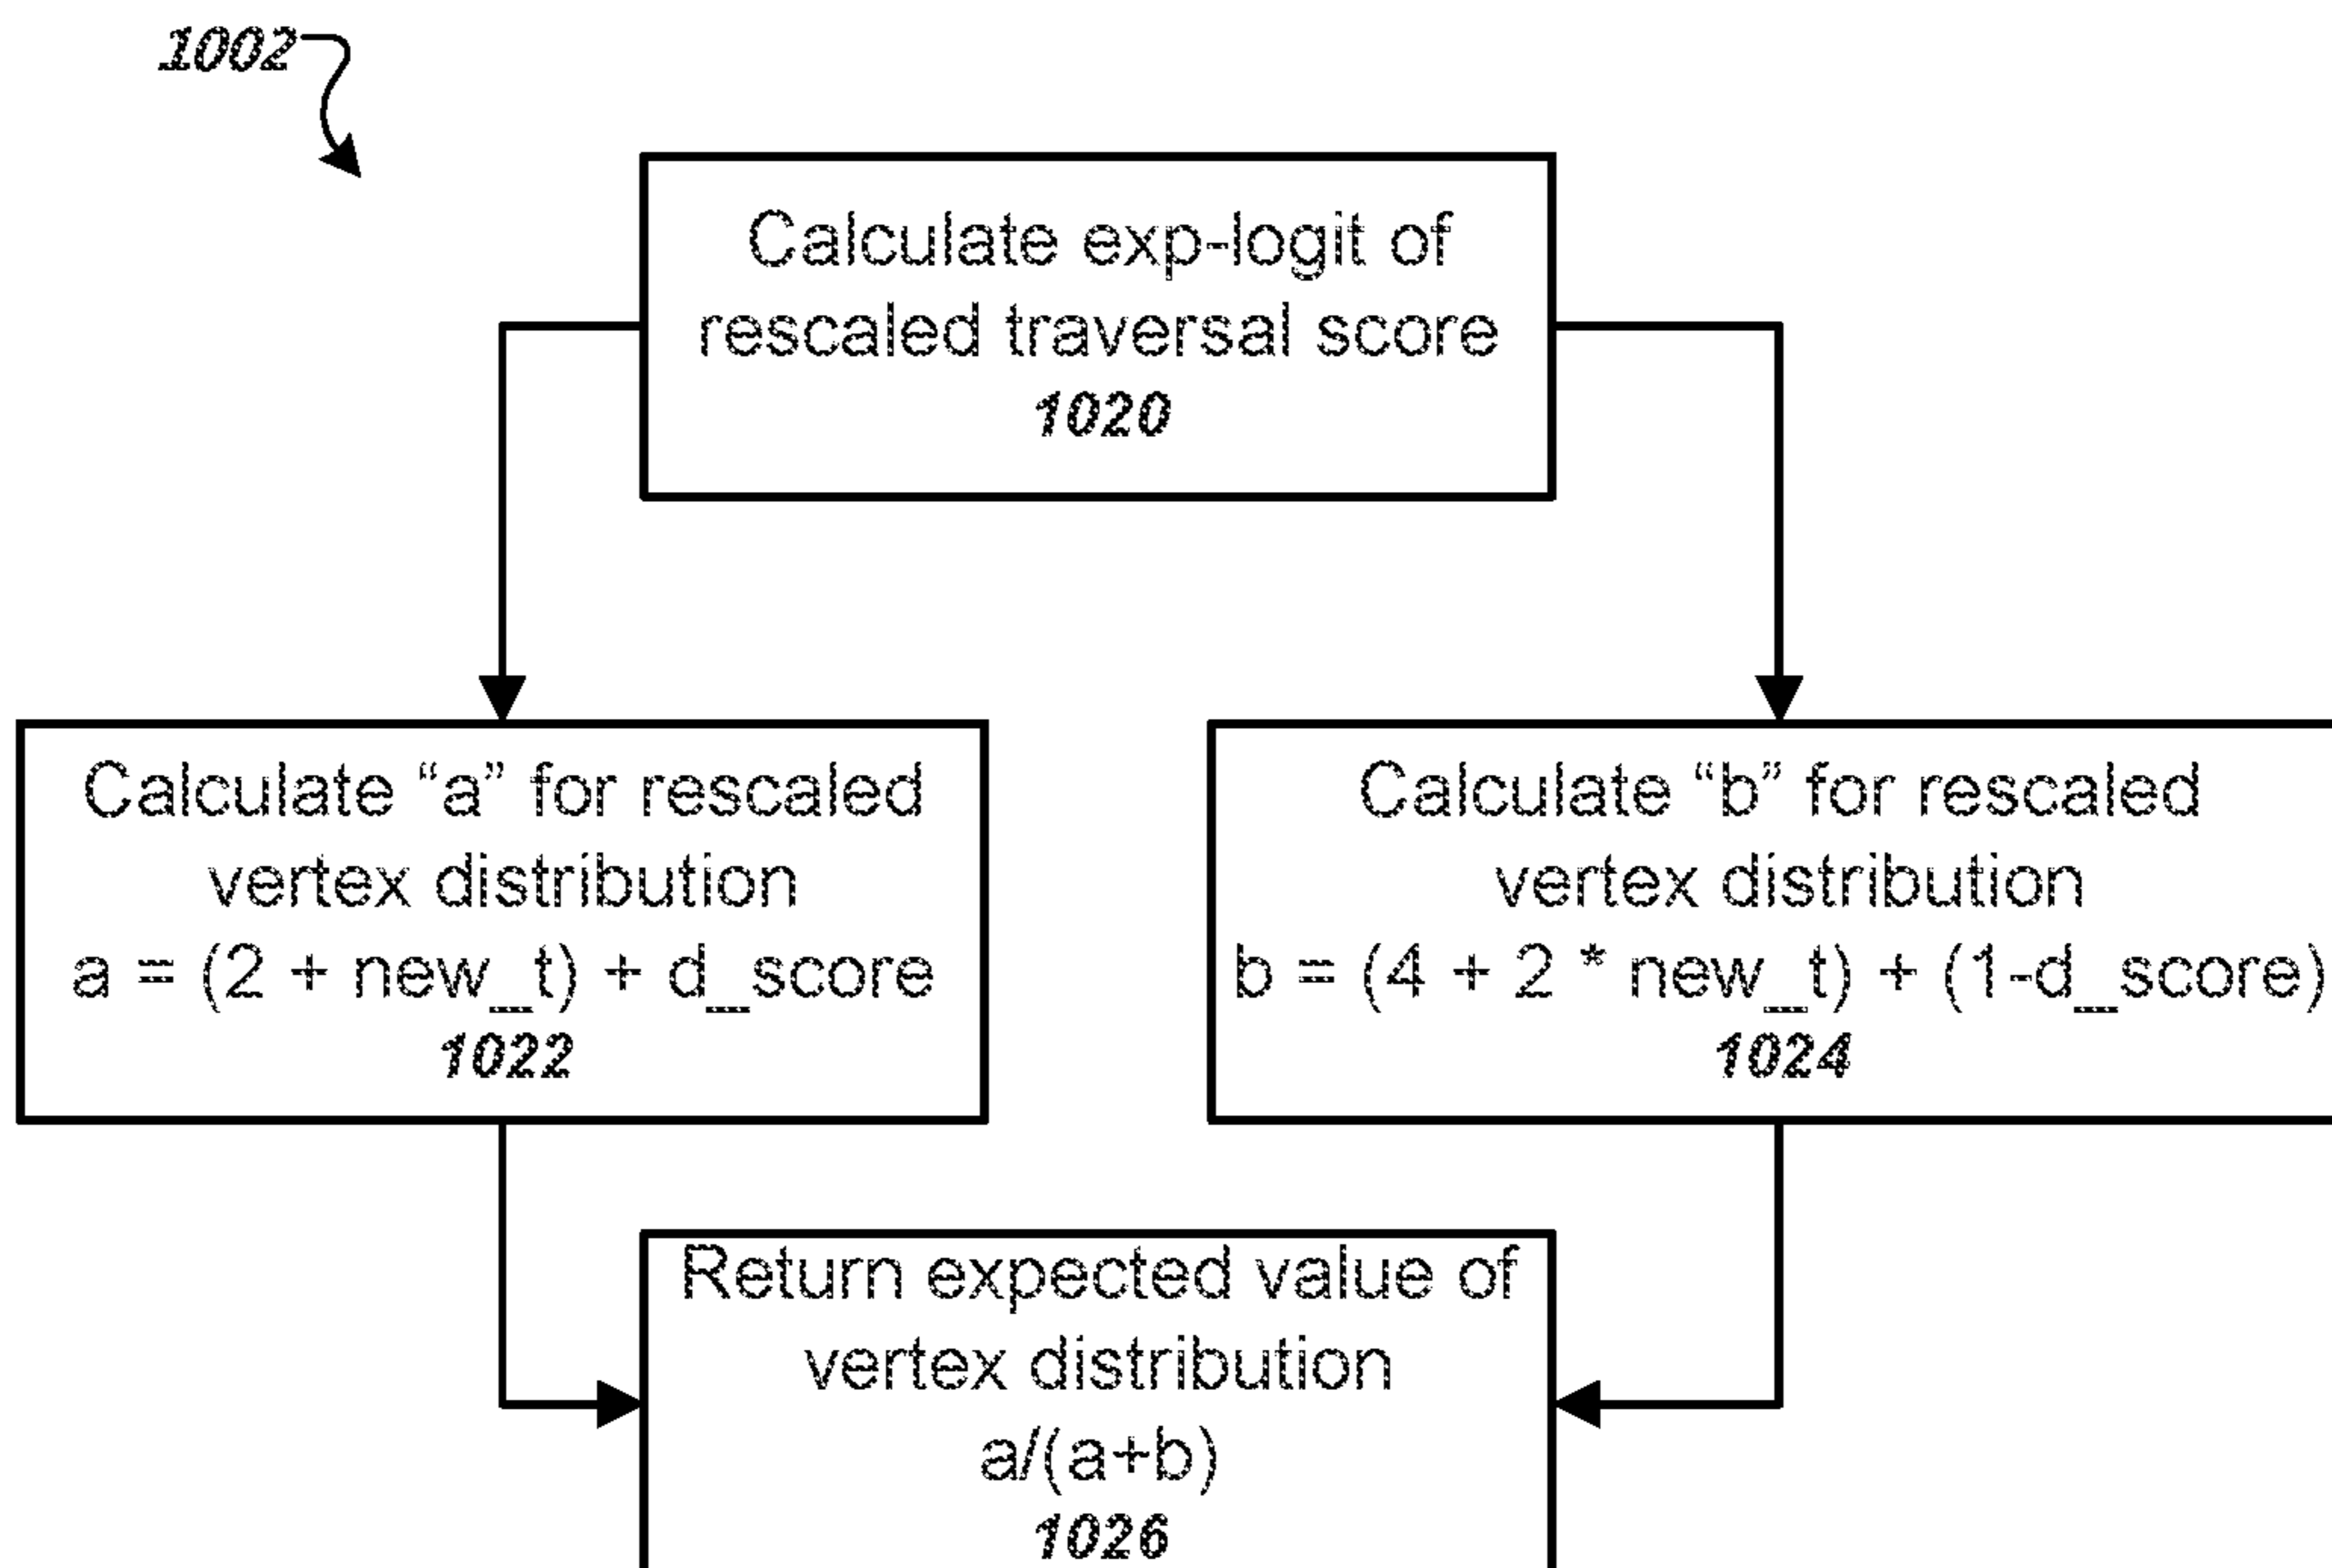 1002
Calculate exp-logit of
rescaled traversal score
1020
Calculate “a” for rescaled
vertex distribution
a = (2 + new_t) + d_score
1022
Calculate “b” for rescaled
vertex distribution
b = (4 + 2 * new_t) + (1-d_score)
1024
Return expected value of
vertex distribution
a/(a+b)
1026